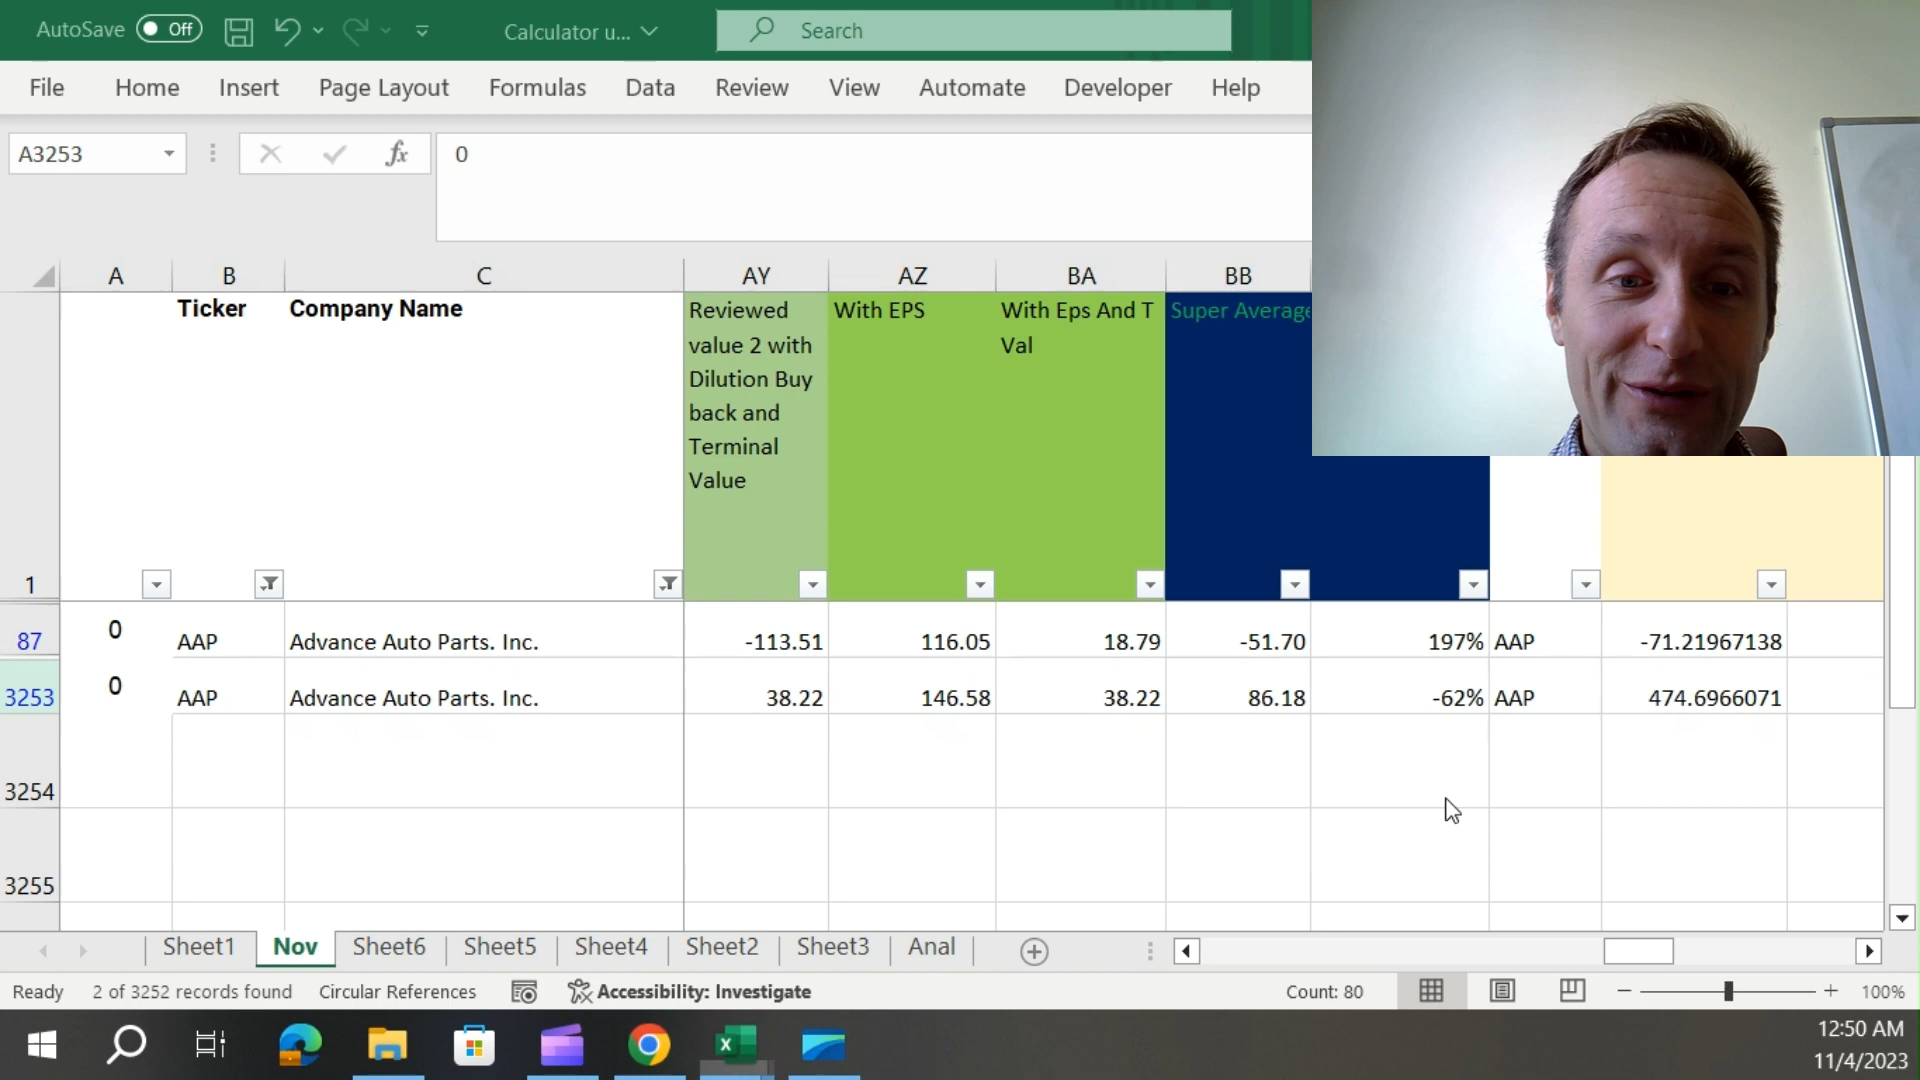 AutoSave Off Calculator u... Search
File Home Insert Page Layout Formulas Data Review View Automate Developer Help
A3253 fx 0
A B C AY AZ BA BB
Ticker Company Name Reviewed With EPS With Eps And T Super Average
value 2 with Val
Dilution Buy
back and
Terminal
Value
1
87 0 AAP Advance Auto Parts. Inc. -113.51 116.05 18.79 -51.70 197% AAP -71.21967138
3253 0 AAP Advance Auto Parts. Inc. 38.22 146.58 38.22 86.18 -62% AAP 474.6966071
3254
3255
Sheet1 Nov Sheet6 Sheet5 Sheet4 Sheet2 Sheet3 Anal
Ready 2 of 3252 records found Circular References Accessibility: Investigate Count: 80 100%
12:50 AM
11/4/2023